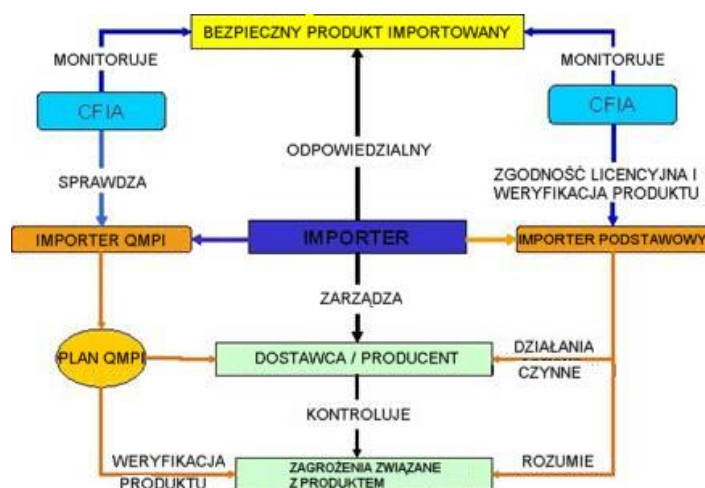 BEZPIECZNY PRODUKT IMPORTOWANY
MONITORUJE
MONITORUJE
CFIA
CFIA
ODPOWIEDZIALNY
SPRAWDZA
ZGODNOŚĆ LICENCYJNA I
WERYFIKACJA PRODUKTU
IMPORTER QMPI
IMPORTER
IMPORTER PODSTAWOWY
ZARZĄDZA
PLAN QMPI
DOSTAWCA / PRODUCENT
DZIAŁANIA
CZYNNE
KONTROLUJE
WERYFIKACJA
PRODUKTU
ZAGROŻENIA ZWIĄZANE
Z PRODUKTEM
ROZUMIE